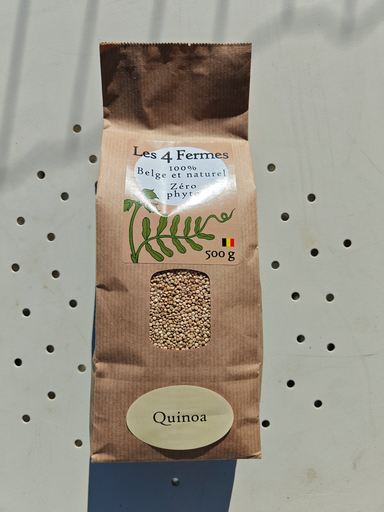 Les 4 Fermes
100%
Belge et naturel
Zéro
phyto
500 g
Quinoa